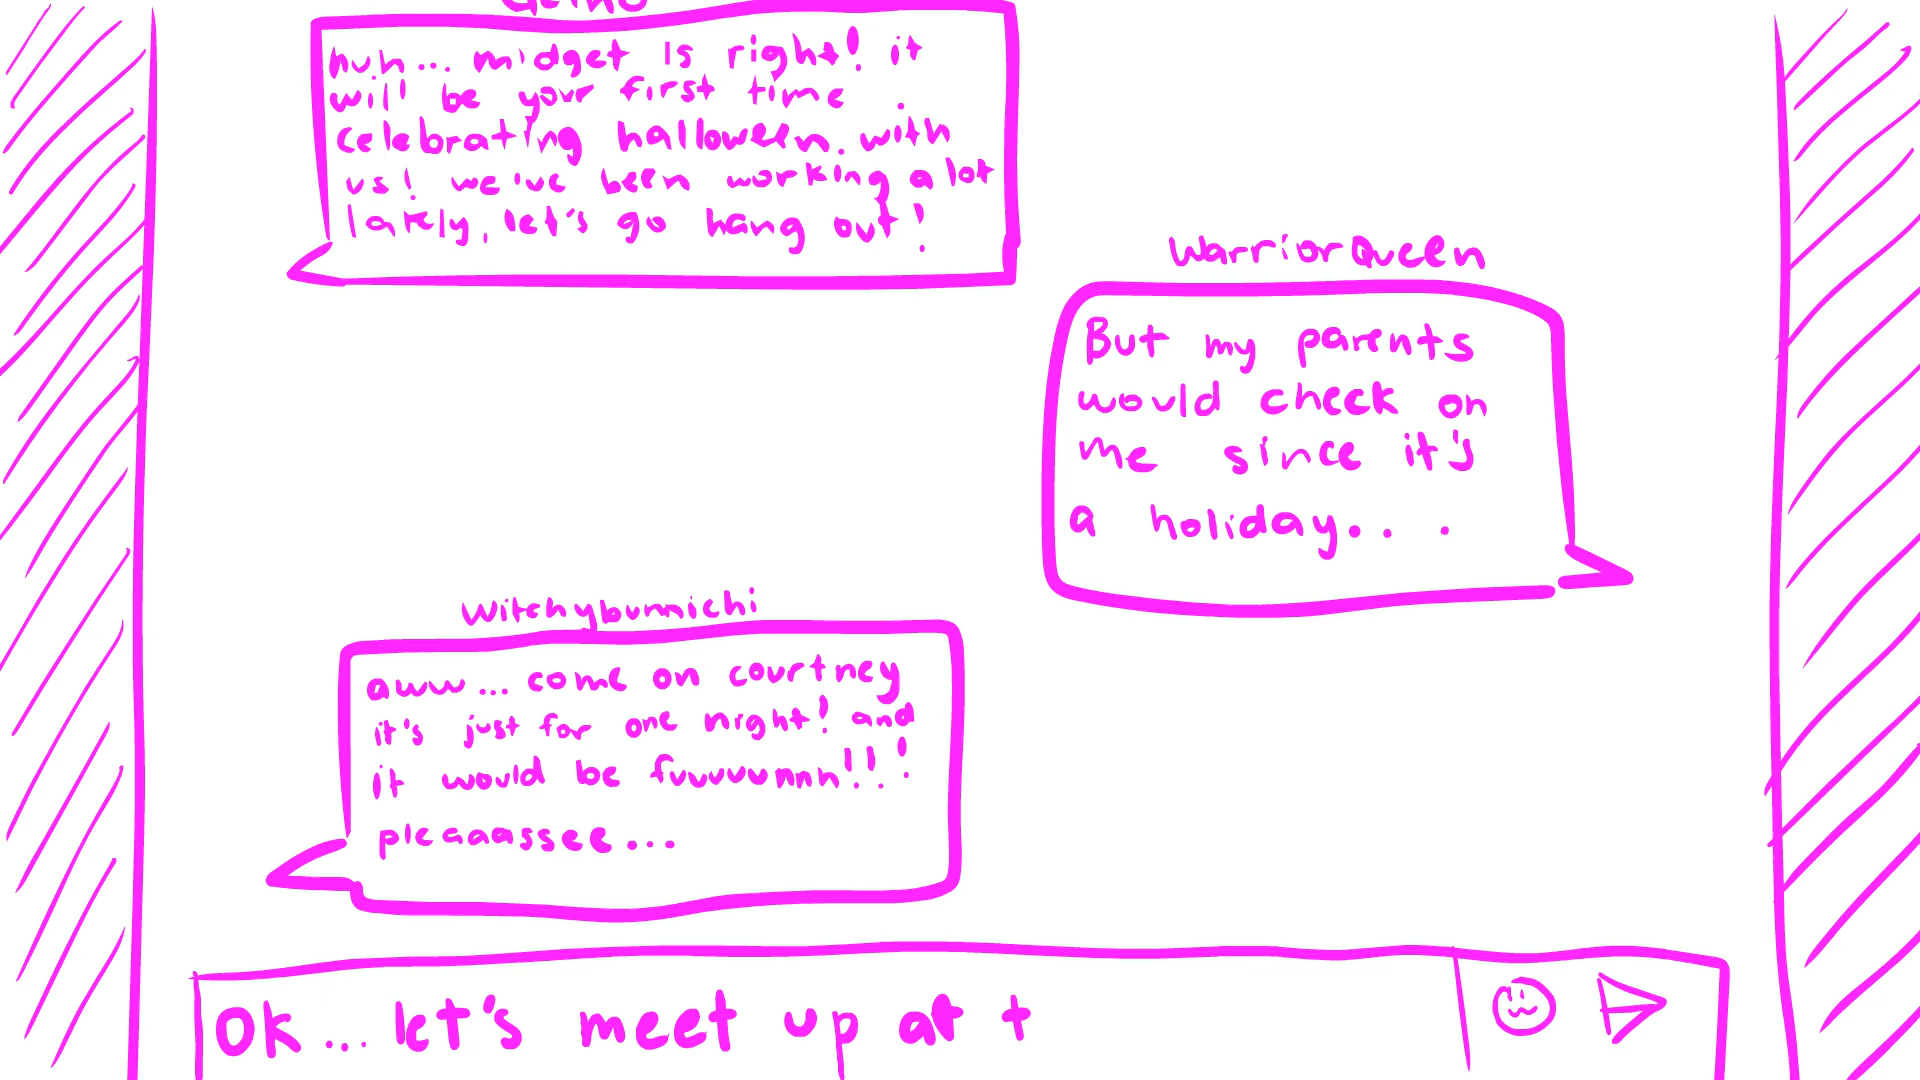 huh... midget is right! it
will be your first time
celebrating halloween with
us! we've been working a lot
lately, let's go hang out!
WarriorQueen
But my parents
would check on
me since it's
a holiday...
Witchybunnichi
aww... come on courtney
it's just for one night! and
it would be fuuuuunnn!!!
pleaaassee...
Ok... let's meet up at t